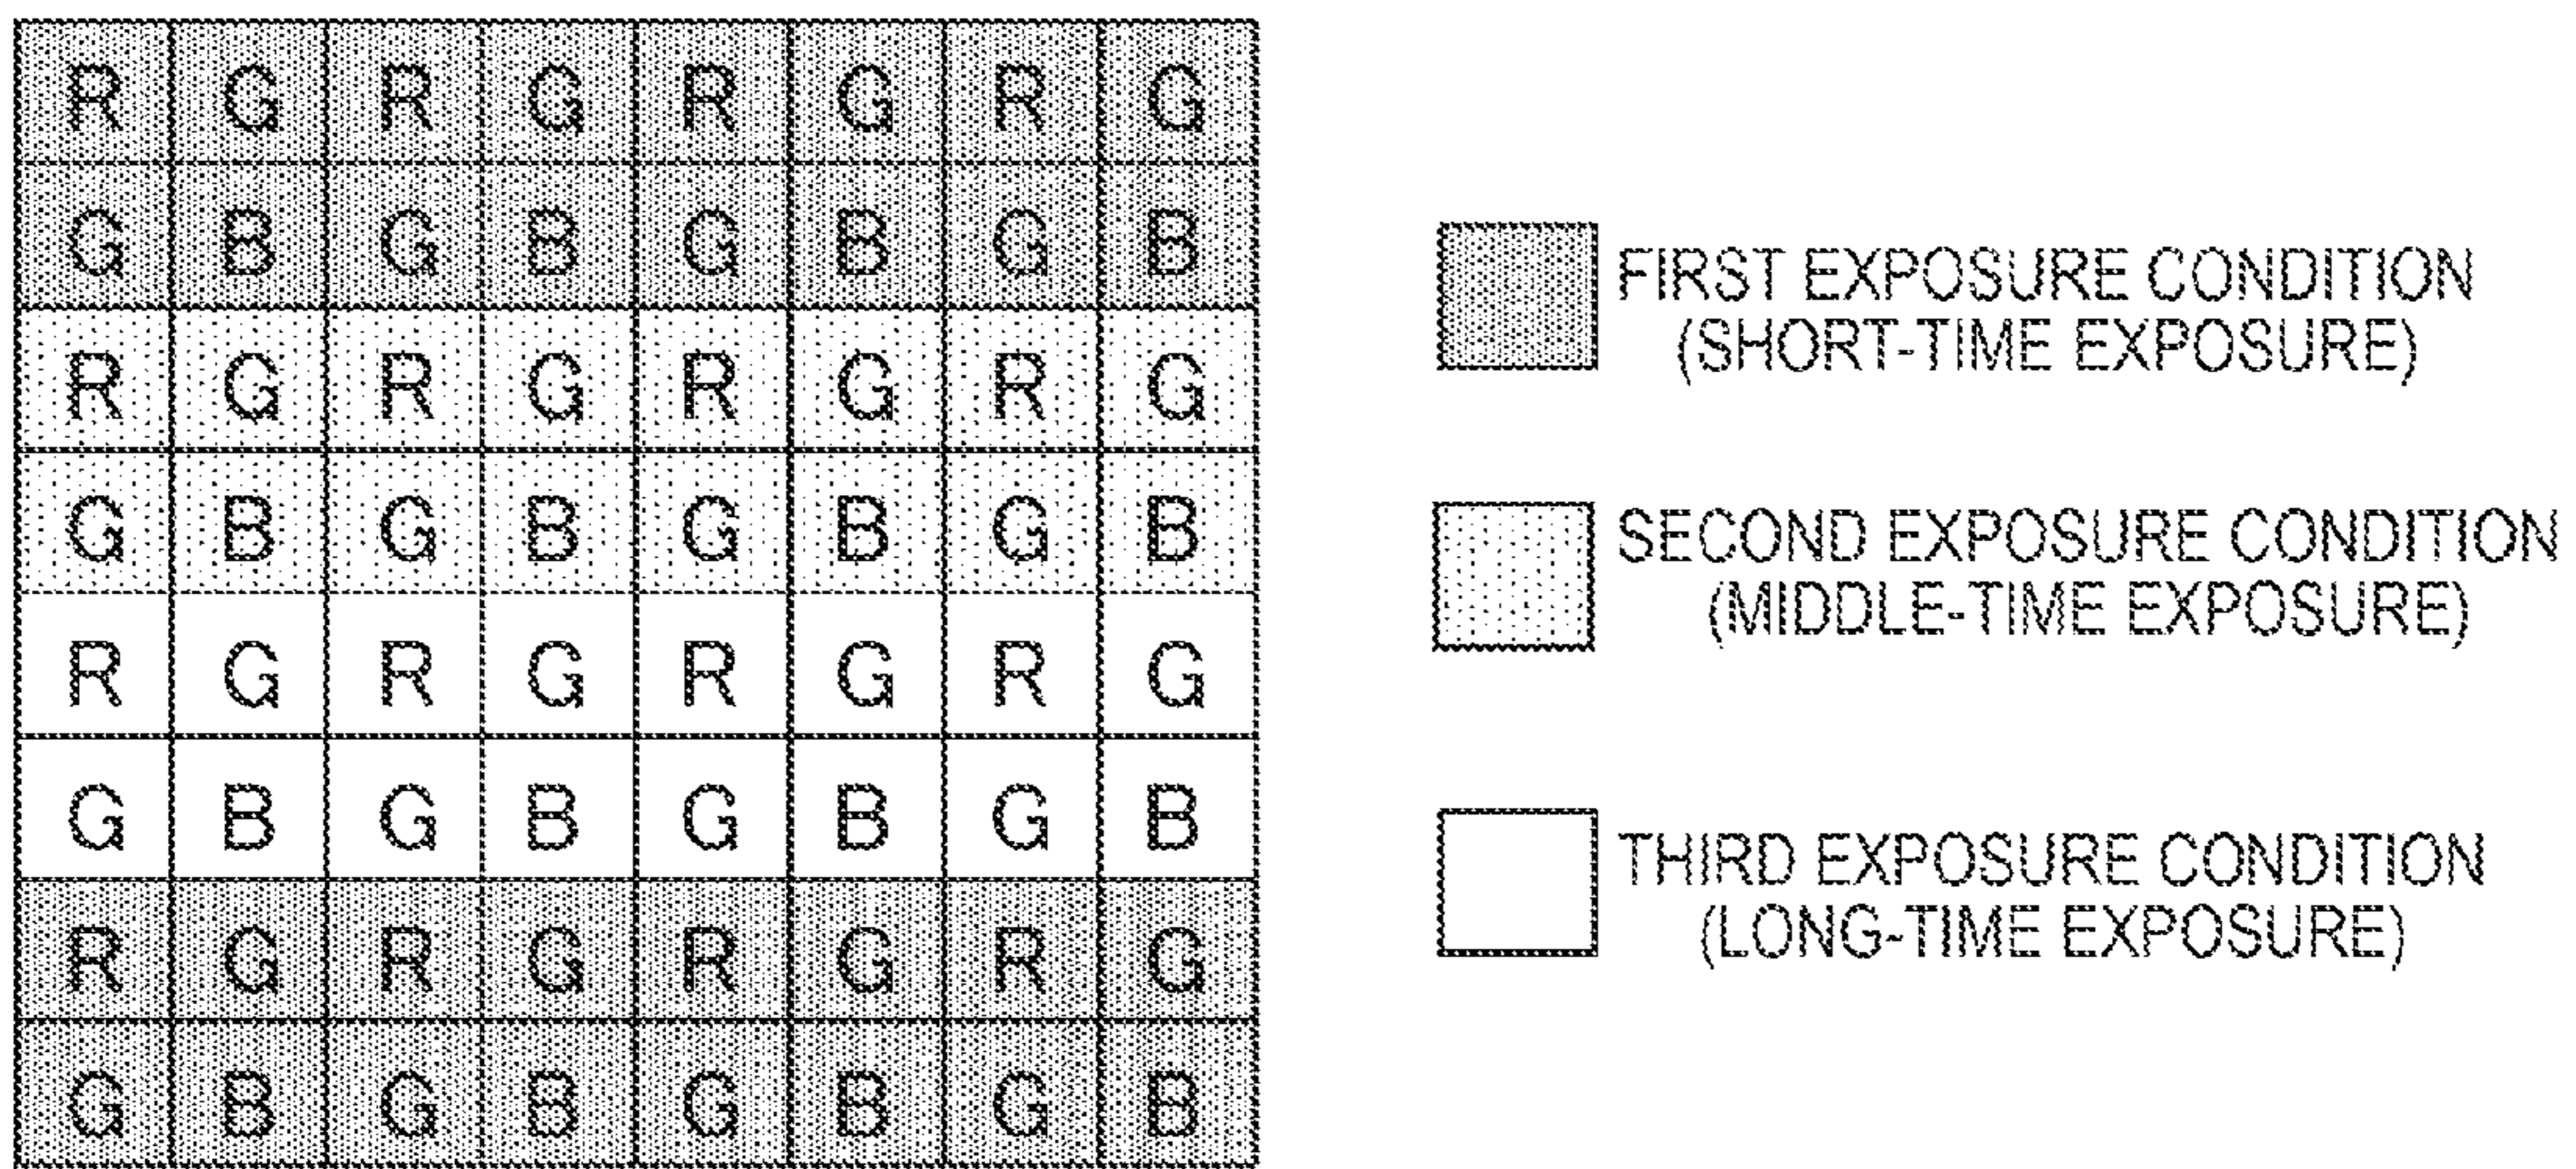 R G R G R G R G
G B G B G B G B
R G R G R G R G
G B G B G B G B
R G R G R G R G
G B G B G B G B
R G R G R G R G
G B G B G B G B
FIRST EXPOSURE CONDITION
(SHORT-TIME EXPOSURE)
SECOND EXPOSURE CONDITION
(MIDDLE-TIME EXPOSURE)
THIRD EXPOSURE CONDITION
(LONG-TIME EXPOSURE)